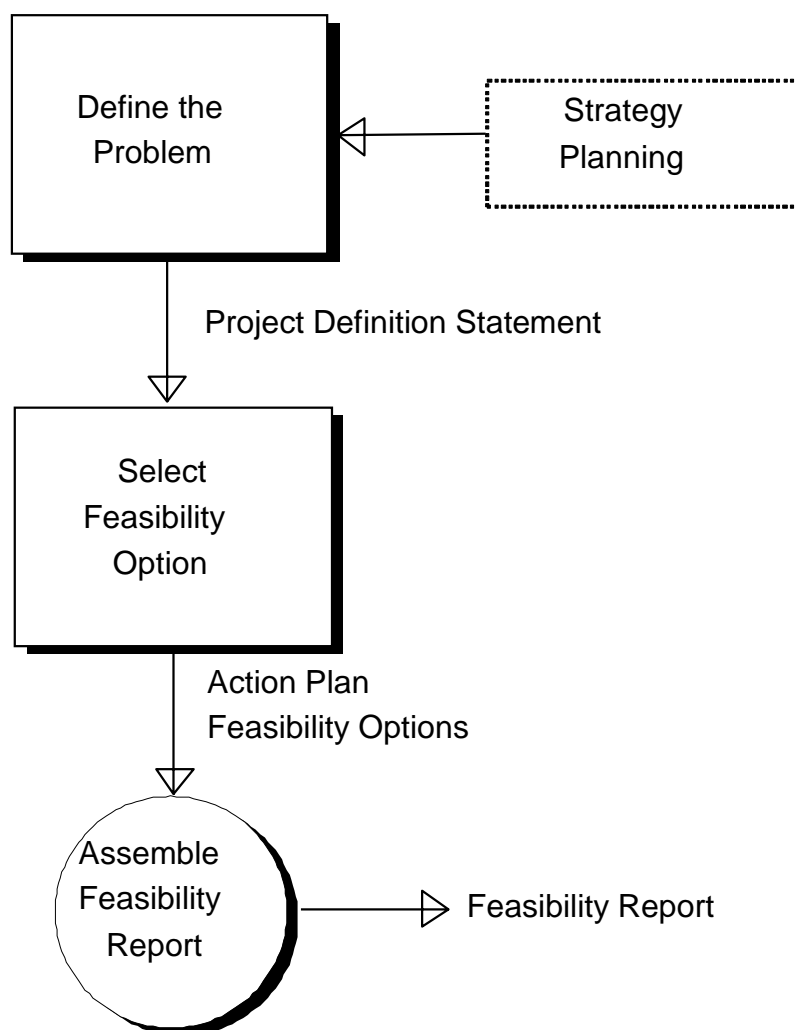 Define the
Problem
Strategy
Planning
Project Definition Statement
Select
Feasibility
Option
Action Plan
Feasibility Options
Assemble
Feasibility
Report
Feasibility Report